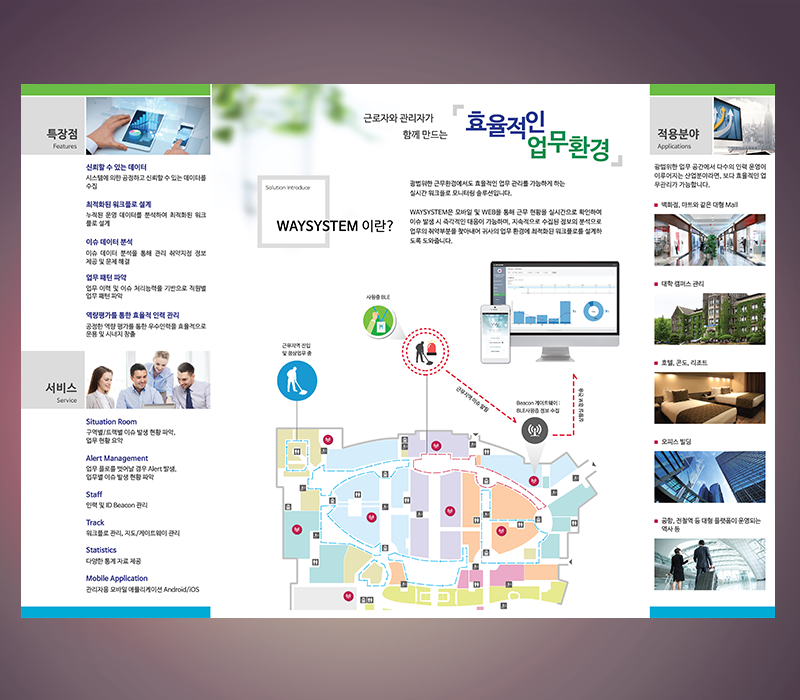 특장점
Features
신뢰할 수 있는 데이터
시스템에 의한 공정하고 신뢰할 수 있는 데이터를
수집
최적화된 워크플로 설계
누적된 운영 데이터를 분석하여 최적화된 워크
플로 설계
이슈 데이터 분석
이슈 데이터 분석을 통해 관리 취약지점 정보
제공 및 문제 해결
업무 패턴 파악
업무 이력 및 이슈 처리능력을 기반으로 직원별
업무 패턴 파악
역량평가를 통한 효율적 인력 관리
공정한 역량 평가를 통한 우수인력을 효율적으로
운용 및 시너지 창출
서비스
Service
Situation Room
구역별/트랙별 이슈 발생 현황 파악,
업무 현황 요약
Alert Management
업무 플로를 벗어날 경우 Alert 발생,
업무별 이슈 발생 현황 파악
Staff
인력 및 ID Beacon 관리
Track
워크플로 관리, 지도/게이트웨이 관리
Statistics
다양한 통계 자료 제공
Mobile Application
관리자용 모바일 애플리케이션 Android/iOS
근로자와 관리자가
함께 만드는
효율적인
업무환경
Solution Introduce
WAYSYSTEM 이란?
광범위한 근무환경에서도 효율적인 업무 관리를 가능하게 하는
실시간 워크플로 모니터링 솔루션입니다.
WAYSYSTEM은 모바일 및 WEB을 통해 근무 현황을 실시간으로 확인하여
이슈 발생 시 즉각적인 대응이 가능하며, 지속적으로 수집된 정보의 분석으로
업무의 취약부분을 찾아내어 귀사의 업무 환경에 최적화된 워크플로를 설계하
도록 도와줍니다.
사원증 BLE
근무지역 진입
및 정상업무 중
근무지역 이슈 알림
Beacon 게이트웨이 :
BLE사원증 정보 수집
적용분야
Applications
광범위한 업무 공간에서 다수의 인력 운영이
이루어지는 산업분야라면, 보다 효율적인 업
무관리가 가능합니다.
백화점, 마트와 같은 대형 Mall
대학 캠퍼스 관리
호텔, 콘도, 리조트
오피스 빌딩
공항, 전철역 등 대형 플랫폼이 운영되는
역사 등